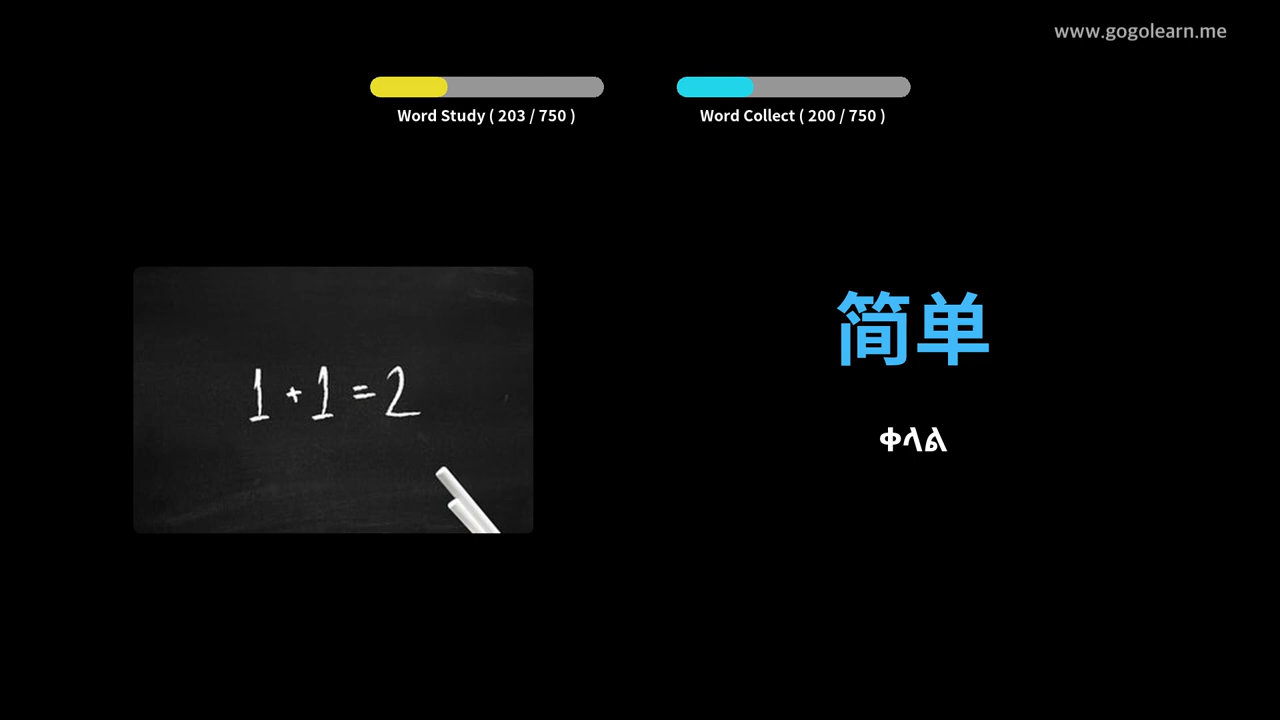 www.gogolearn.me
Word Study ( 203 / 750 )
Word Collect ( 200 / 750 )
1 + 1 = 2
简单
ቀላል